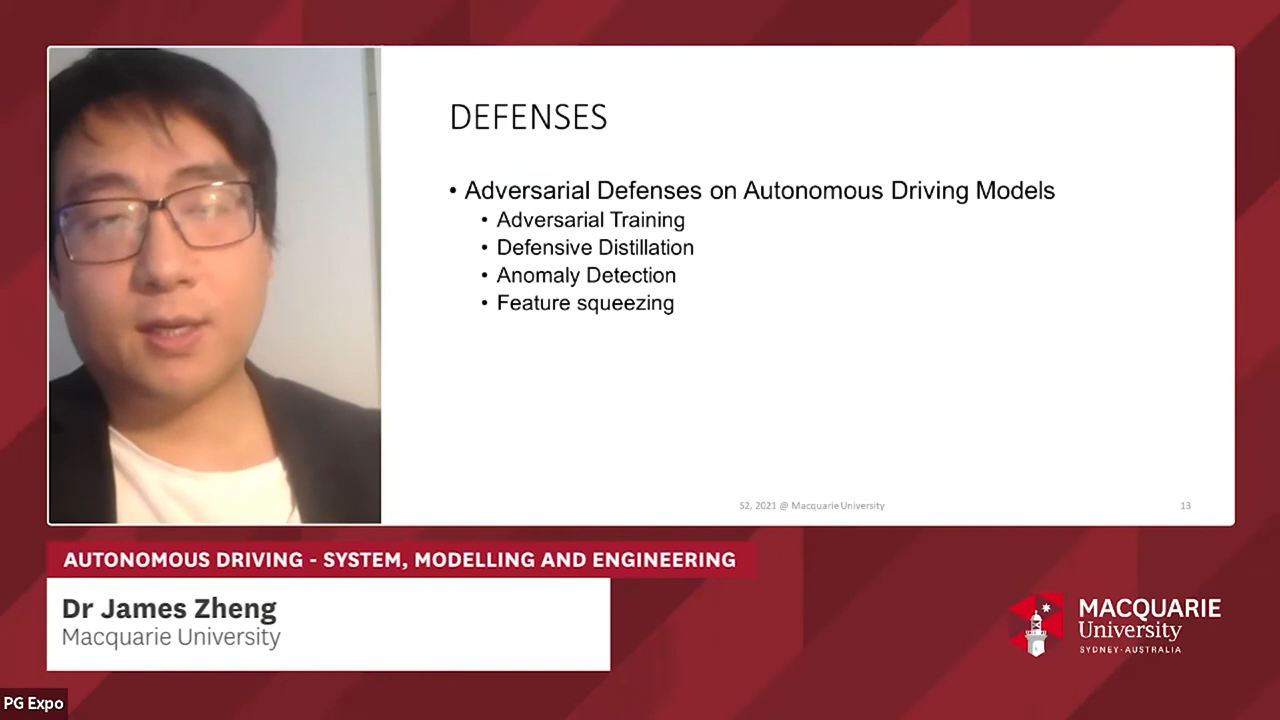 DEFENSES
• Adversarial Defenses on Autonomous Driving Models
• Adversarial Training
• Defensive Distillation
• Anomaly Detection
• Feature squeezing
S2, 2021 @ Macquarie University
13
AUTONOMOUS DRIVING - SYSTEM, MODELLING AND ENGINEERING
Dr James Zheng
Macquarie University
MACQUARIE
University
SYDNEY·AUSTRALIA
PG Expo